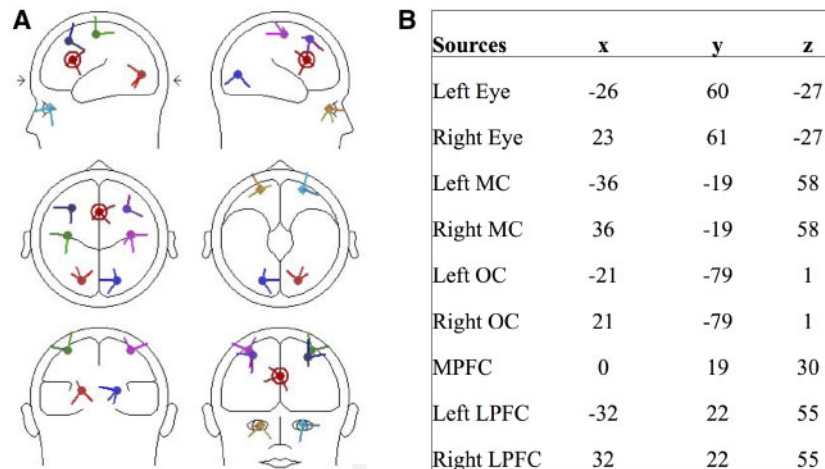 A
B
Sources x y z
Left Eye -26 60 -27
Right Eye 23 61 -27
Left MC -36 -19 58
Right MC 36 -19 58
Left OC -21 -79 1
Right OC 21 -79 1
MPFC 0 19 30
Left LPFC -32 22 55
Right LPFC 32 22 55